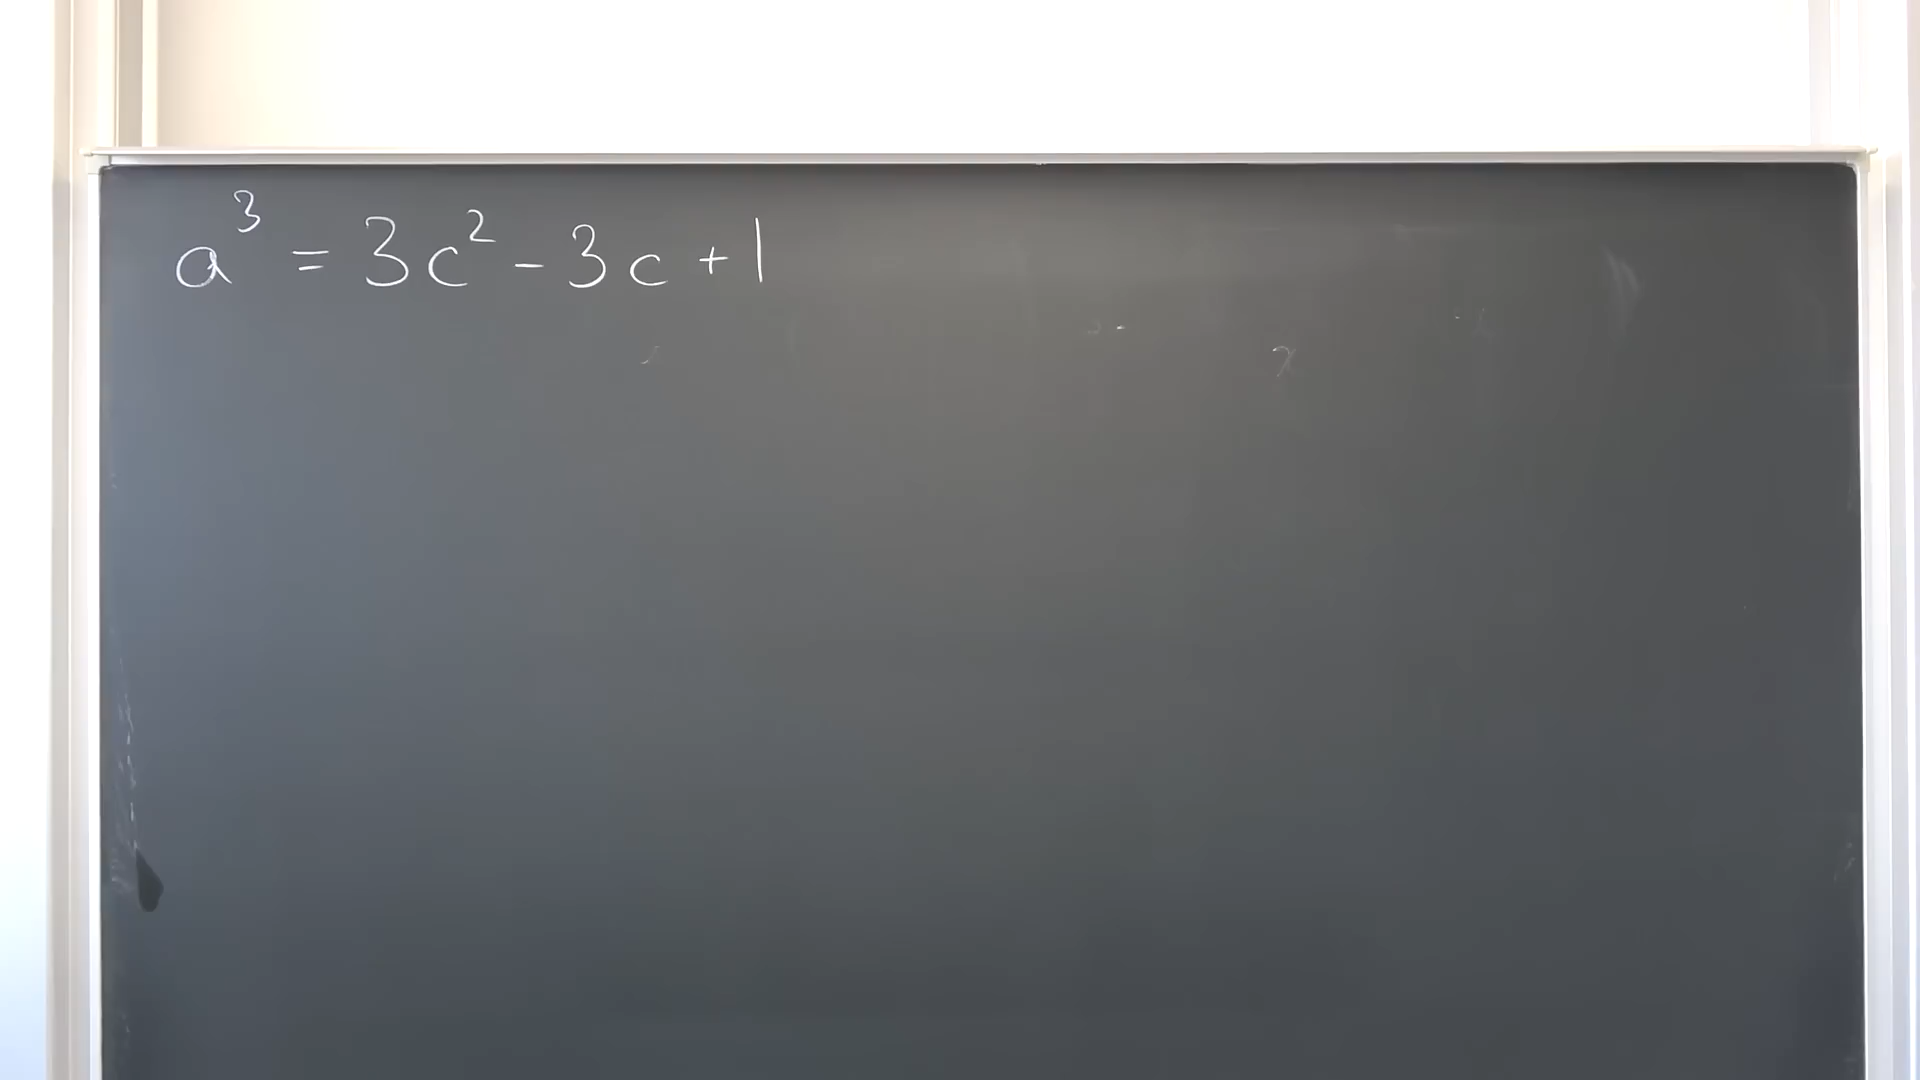 a³ = 3c² - 3c + 1